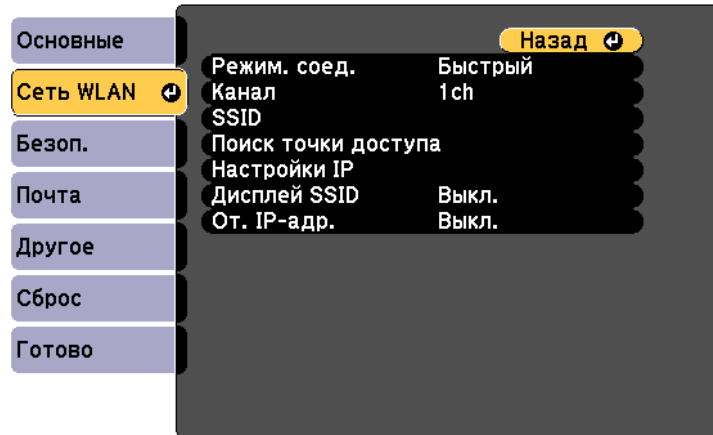 Основные
Сеть WLAN
Безоп.
Почта
Другое
Сброс
Готово
Назад
Режим. соед. Быстрый
Канал 1ch
SSID
Поиск точки доступа
Настройки IP
Дисплей SSID Выкл.
От. IP-адр. Выкл.